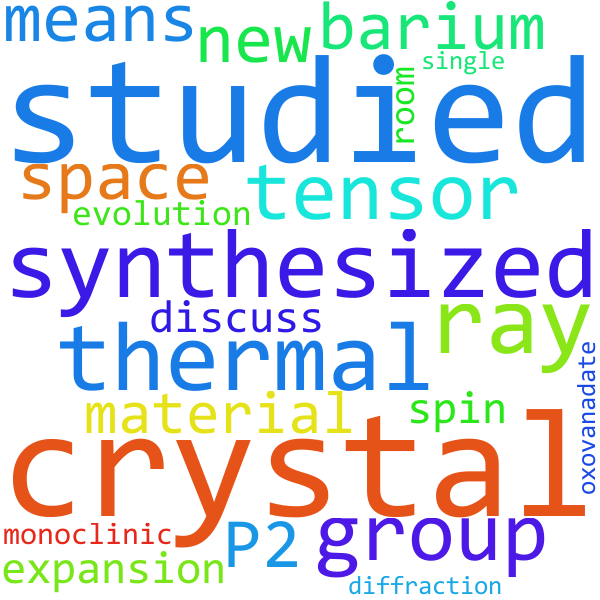 means
new
barium
single
studied
room
space
tensor
evolution
synthesized
discuss
ray
thermal
oxovanadate
material
spin
crystal
monoclinic
P2
group
expansion
diffraction